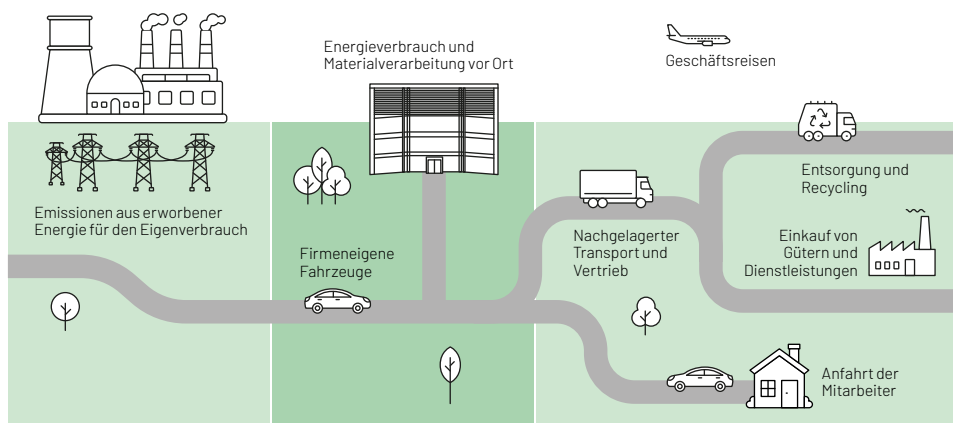 Energieverbrauch und
Materialverarbeitung vor Ort
Geschäftsreisen
Emissionen aus erworbener
Energie für den Eigenverbrauch
Firmeneigene
Fahrzeuge
Nachgelagerter
Transport und
Vertrieb
Entsorgung und
Recycling
Einkauf von
Gütern und
Dienstleistungen
Anfahrt der
Mitarbeiter